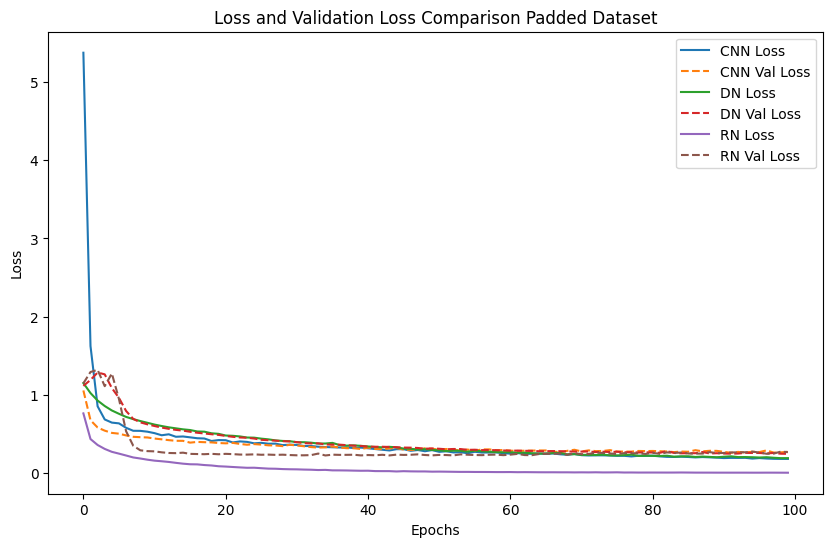 Loss and Validation Loss Comparison Padded Dataset
CNN Loss
CNN Val Loss
DN Loss
DN Val Loss
RN Loss
RN Val Loss
Loss
5
4
3
2
1
0
0 20 40 60 80 100
Epochs